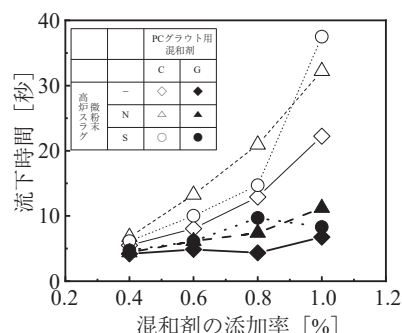 40
30
20
10
0
0.2
0.4
0.6
0.8
1.0
1.2
流下時間［秒］
混和剤の添加率［%］
PCグラウト用
混和剤
C
G
高炉スラグ
微粉末
−
N
S